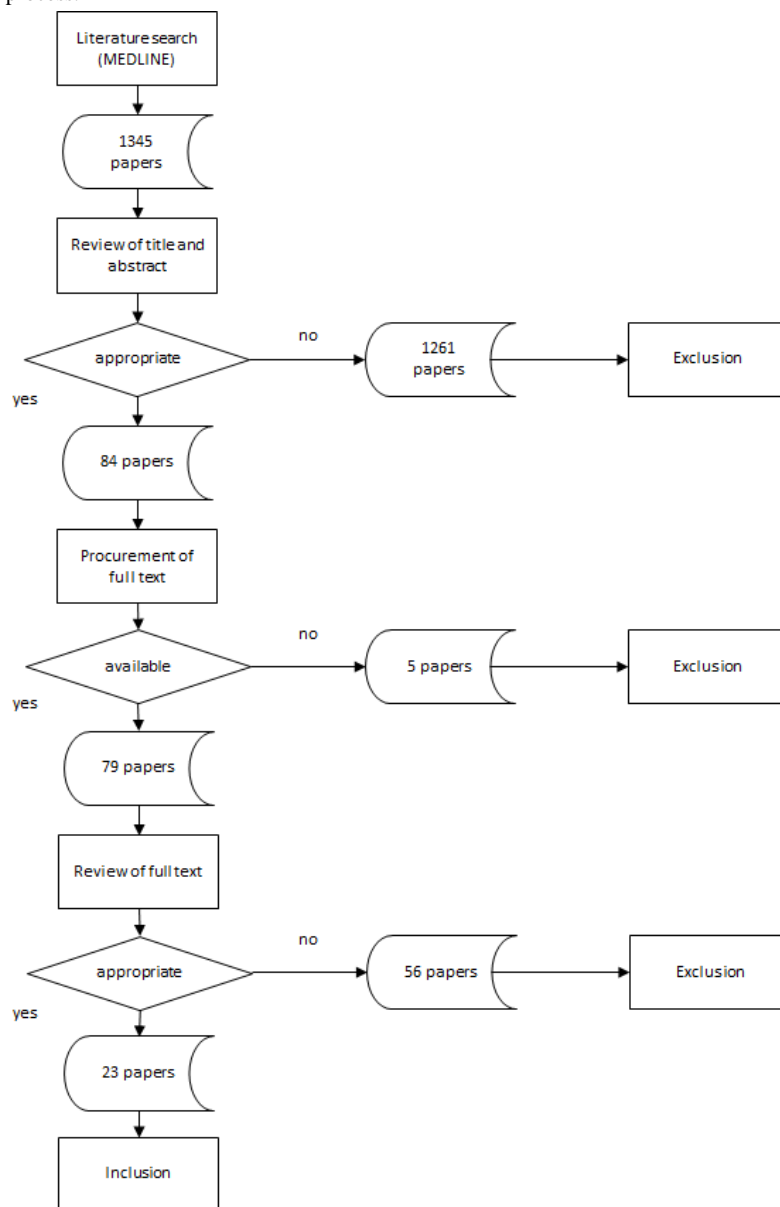 Literature search
(MEDLINE)
1345
papers
Review of title and
abstract
appropriate
no
1261
papers
Exclusion
yes
84 papers
Procurement of
full text
available
no
5 papers
Exclusion
yes
79 papers
Review of full text
appropriate
no
56 papers
Exclusion
yes
23 papers
Inclusion